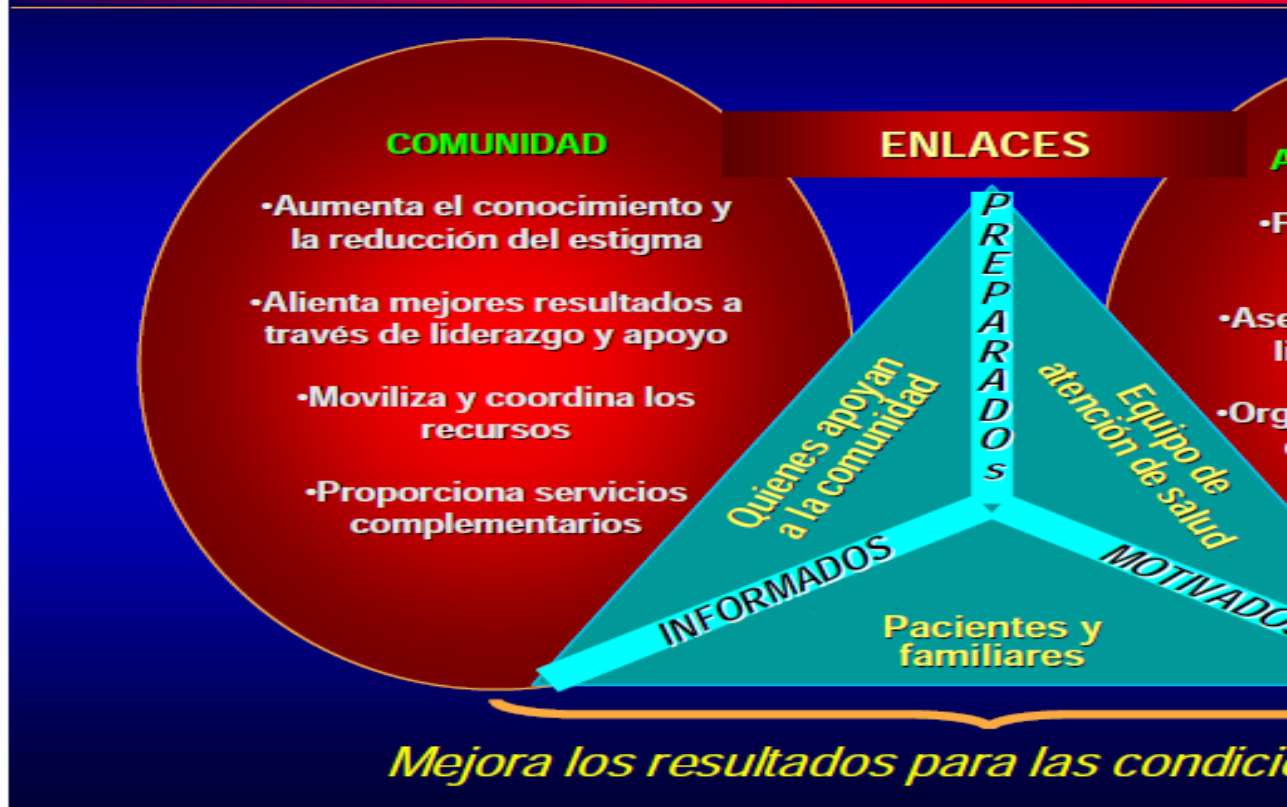 COMUNIDAD
•Aumenta el conocimiento y
la reducción del estigma
•Alienta mejores resultados a
través de liderazgo y apoyo
•Moviliza y coordina los
recursos
•Proporciona servicios
complementarios
ENLACES
PREPARADOs
Quienes apoyan
a la comunidad
Equipo de
atención de salud
INFORMADOS
MOTIVADOS
Pacientes y
familiares
Mejora los resultados para las